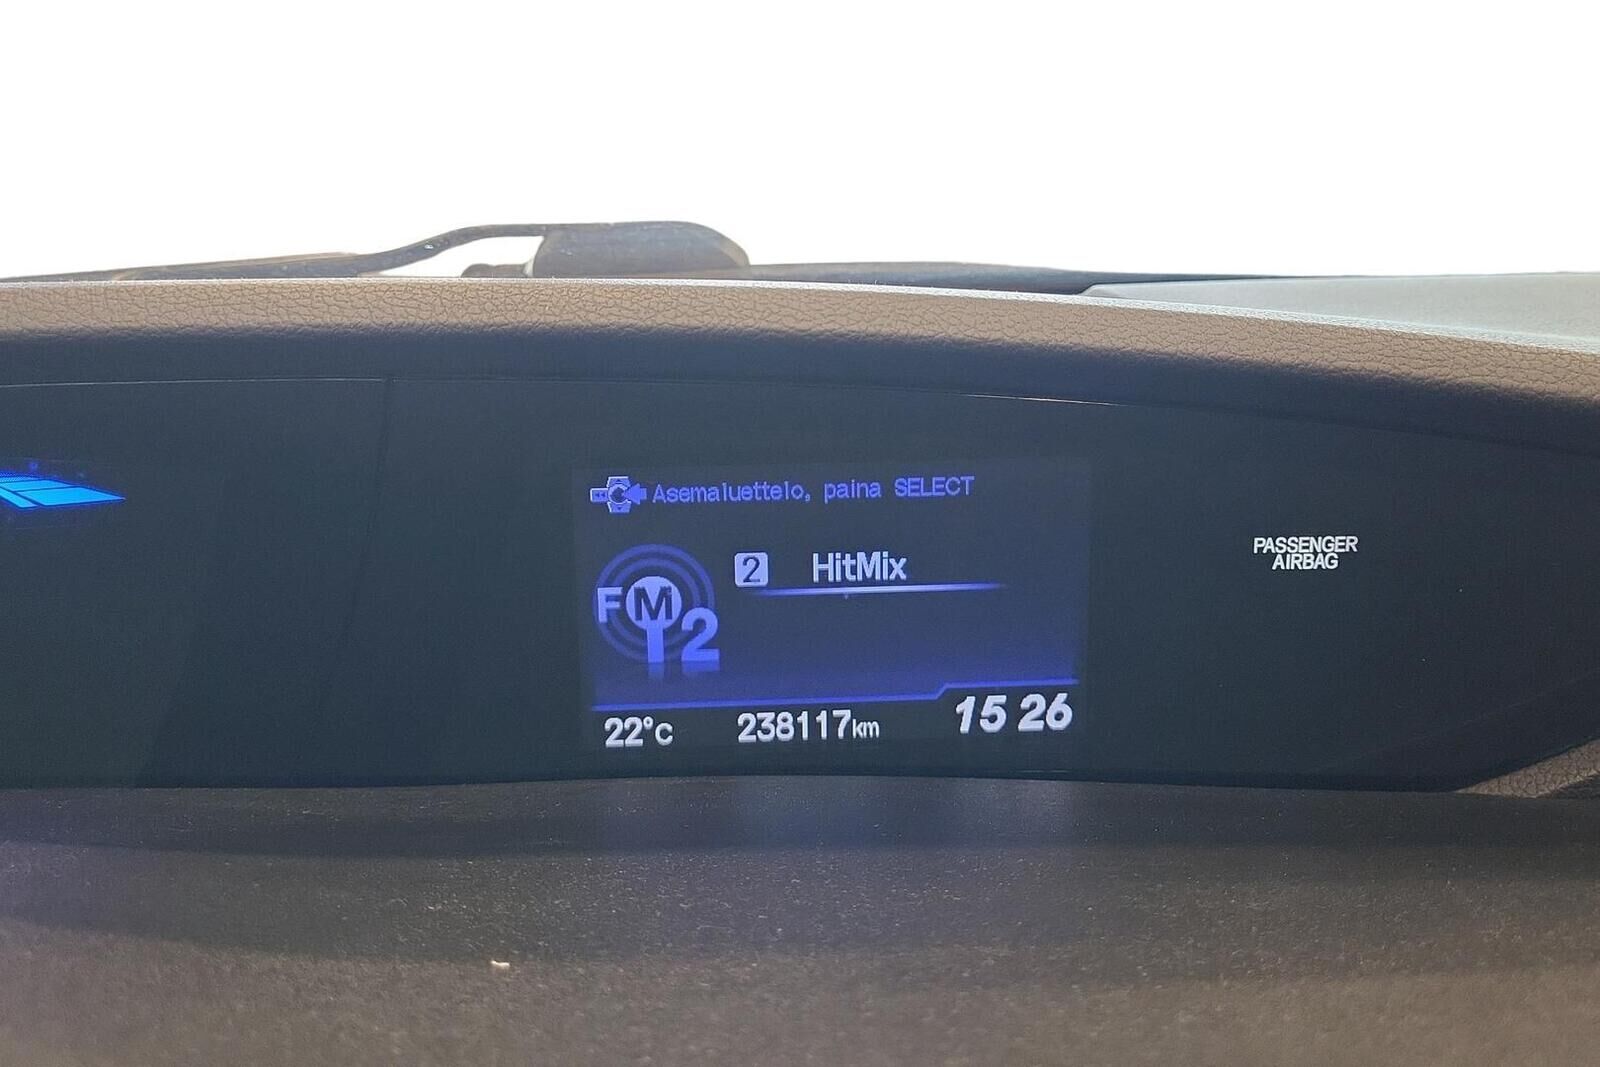 Asemaluettelo, paina SELECT
2 HitMix
FM2
22°C 238117km 15 26
PASSENGER
AIRBAG